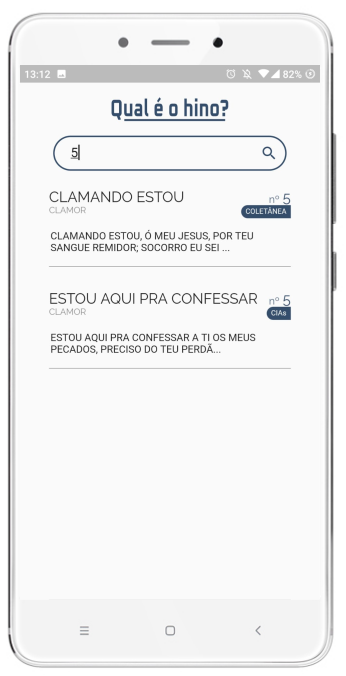 13:12 82%
Qual é o hino?
5
CLAMANDO ESTOU nº 5
CLAMOR COLETÂNEA
CLAMANDO ESTOU, Ó MEU JESUS, POR TEU
SANGUE REMIDOR; SOCORRO EU SEI ...
ESTOU AQUI PRA CONFESSAR nº 5
CLAMOR CIAs
ESTOU AQUI PRA CONFESSAR A TI OS MEUS
PECADOS, PRECISO DO TEU PERDÃ...